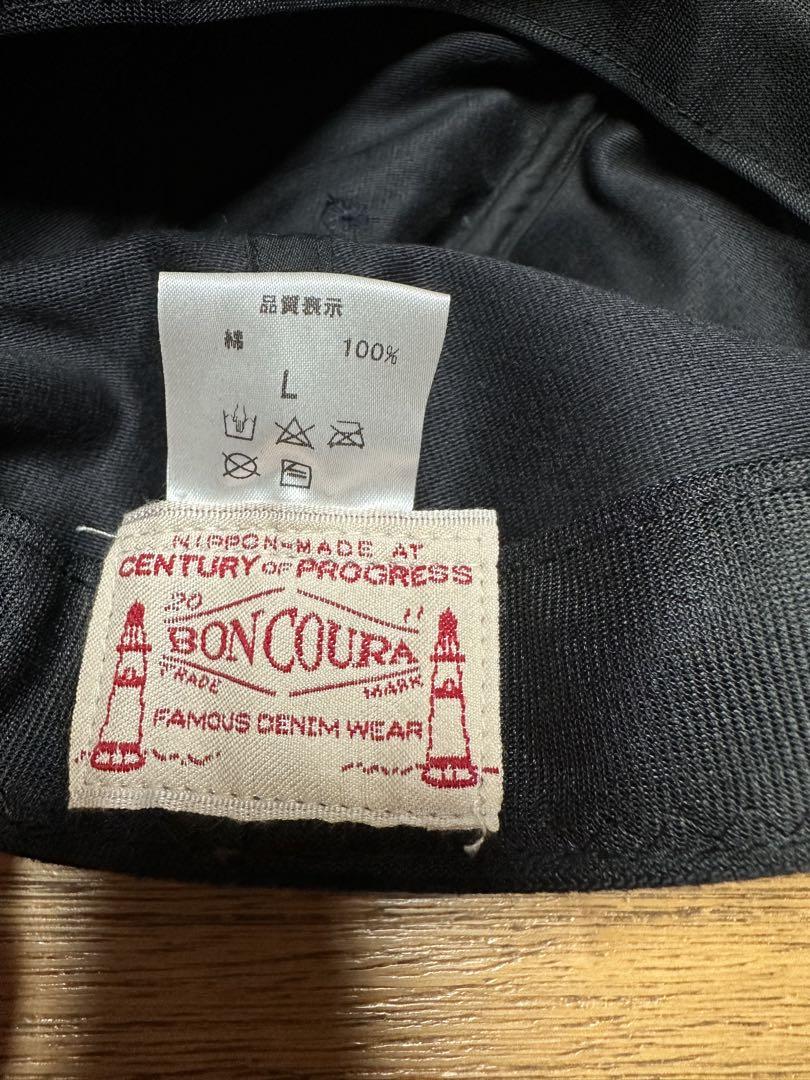 品質表示
綿 100%
L
NIPPON-MADE AT
CENTURY OF PROGRESS
20 11
BONCOURA
TRADE MARK
FAMOUS DENIM WEAR